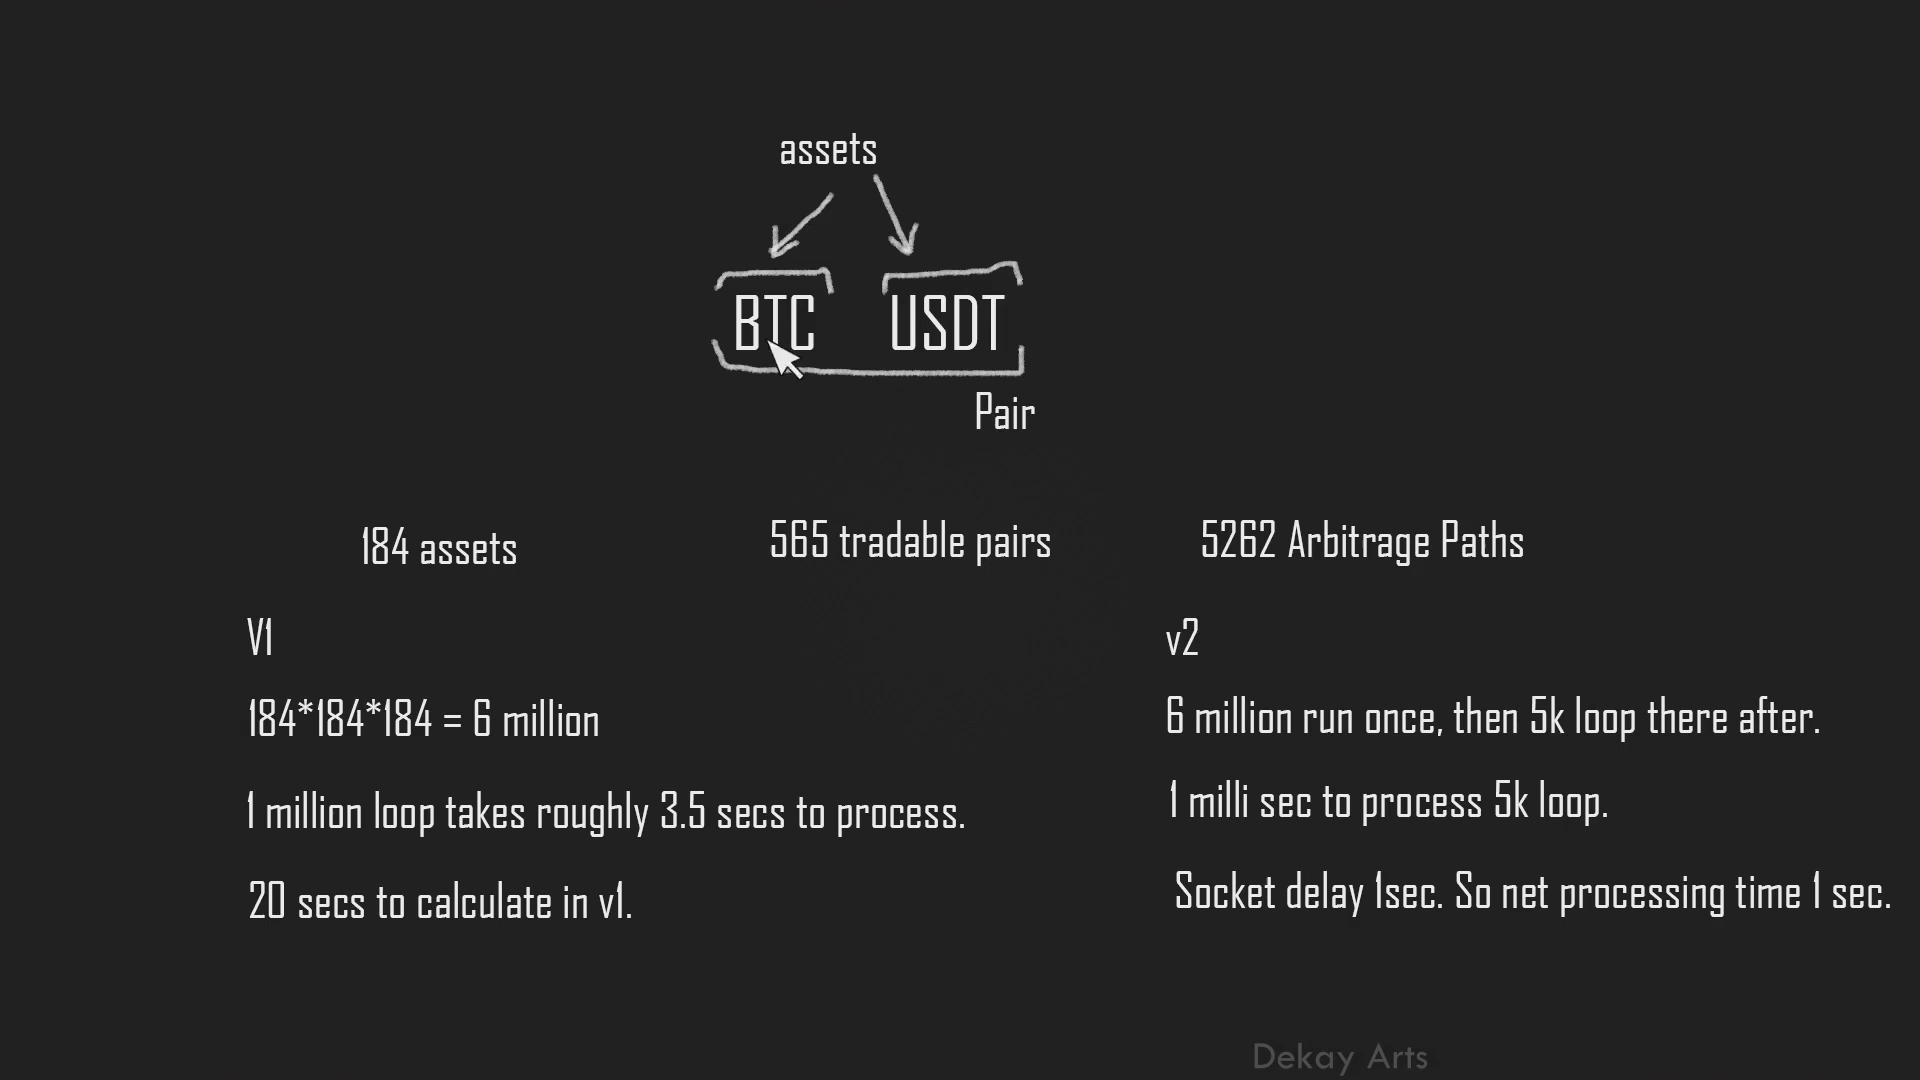 assets
BTC USDT
Pair
184 assets
565 tradable pairs
5262 Arbitrage Paths
V1
184*184*184 = 6 million
1 million loop takes roughly 3.5 secs to process.
20 secs to calculate in v1.
v2
6 million run once, then 5k loop there after.
1 milli sec to process 5k loop.
Socket delay 1sec. So net processing time 1 sec.
Dekay Arts